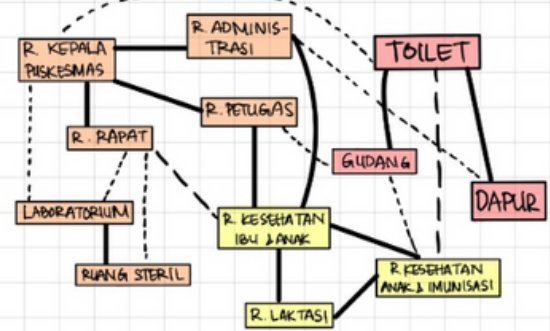 R. KEPALA
PUSKESMAS
R. ADMINIS-
TRASI
TOILET
R. PETUGAS
R. RAPAT
GUDANG
DAPUR
LABORATORIUM
R. KESEHATAN
IBU & ANAK
RUANG STERIL
R. KESEHATAN
ANAK & IMUNISASI
R. LAKTASI